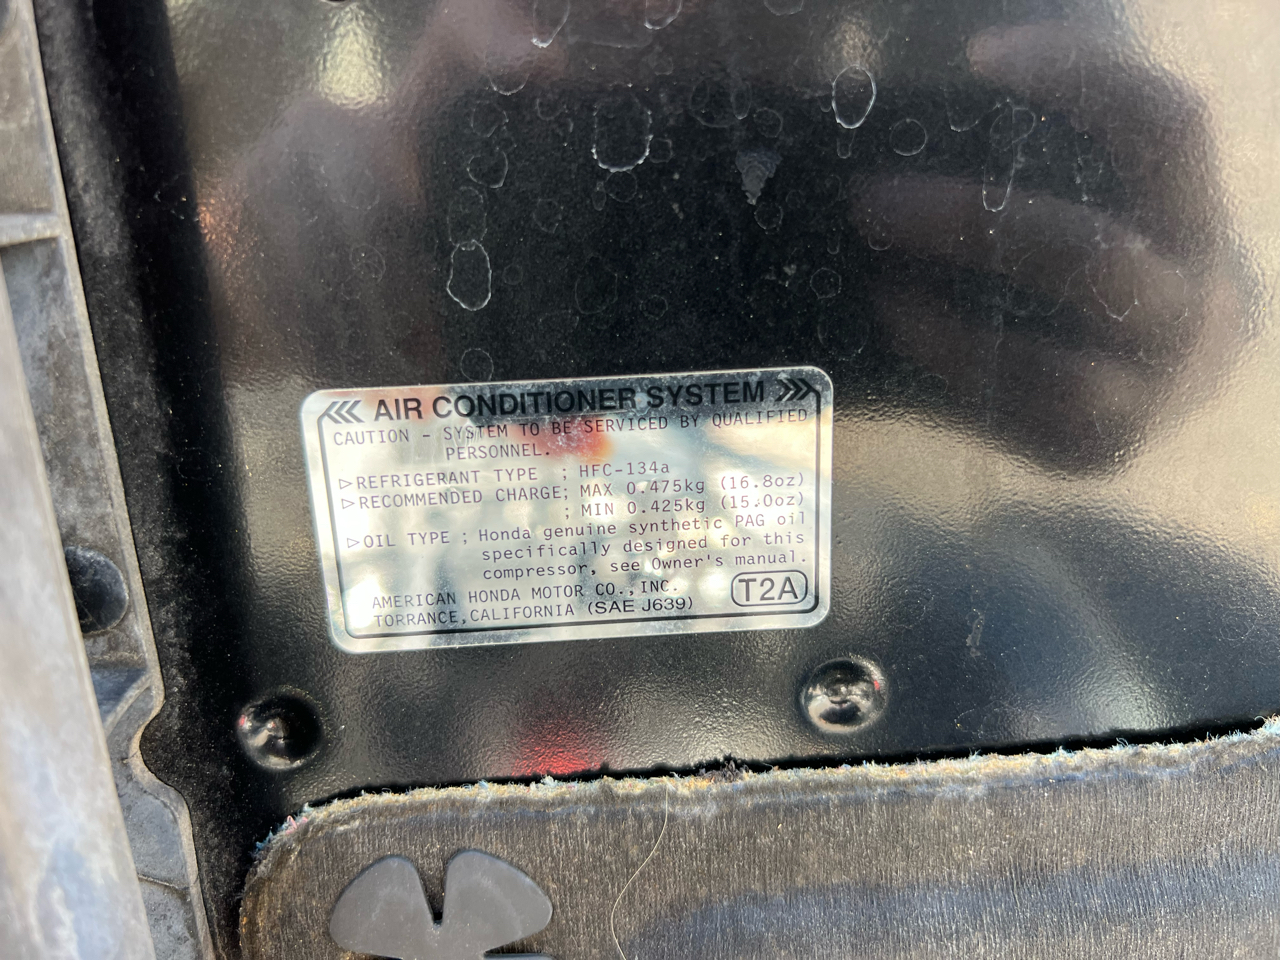 AIR CONDITIONER SYSTEM
CAUTION - SYSTEM TO BE SERVICED BY QUALIFIED
PERSONNEL.
▷REFRIGERANT TYPE ; HFC-134a
▷RECOMMENDED CHARGE; MAX 0.475kg (16.8oz)
; MIN 0.425kg (15.0oz)
▷OIL TYPE ; Honda genuine synthetic PAG oil
specifically designed for this
compressor, see Owner's manual.
AMERICAN HONDA MOTOR CO.,INC.
TORRANCE,CALIFORNIA (SAE J639)
T2A